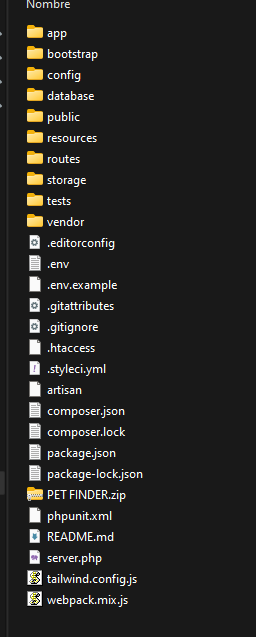 Nombre
app
bootstrap
config
database
public
resources
routes
storage
tests
vendor
.editorconfig
.env
.env.example
.gitattributes
.gitignore
.htaccess
.styleci.yml
artisan
composer.json
composer.lock
package.json
package-lock.json
PET FINDER.zip
phpunit.xml
README.md
server.php
tailwind.config.js
webpack.mix.js